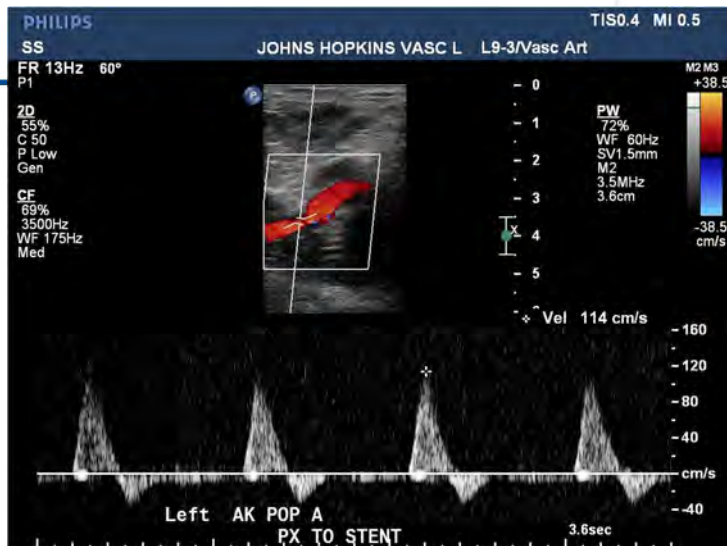 PHILIPS
TIS0.4 MI 0.5
SS
JOHNS HOPKINS VASC L L9-3/Vasc Art
FR 13Hz 60°
P1
2D
55%
C 50
P Low
Gen
CF
69%
3500Hz
WF 175Hz
Med
P
0
1
2
3
4
5
x
PW
72%
WF 60Hz
SV1.5mm
M2
3.5MHz
3.6cm
M2 M3
+38.5
-38.5
cm/s
Vel 114 cm/s
160
120
80
40
cm/s
-40
Left AK POP A
PX TO STENT
3.6sec